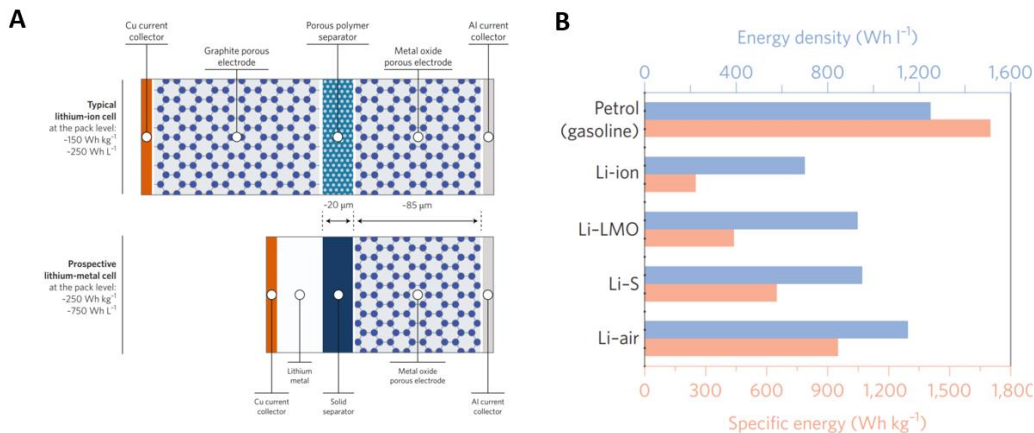 A
Cu current
collector
Graphite porous
electrode
Porous polymer
separator
Metal oxide
porous electrode
Al current
collector
Typical
lithium-ion cell
at the pack level:
~150 Wh kg⁻¹
~250 Wh L⁻¹
~20 µm
~85 µm
Prospective
lithium-metal cell
at the pack level:
~250 Wh kg⁻¹
~750 Wh L⁻¹
Lithium
metal
Metal oxide
porous electrode
Cu current
collector
Solid
separator
Al current
collector
B
Energy density (Wh l⁻¹)
0 400 800 1,200 1,600
Petrol
(gasoline)
Li-ion
Li–LMO
Li–S
Li–air
0 300 600 900 1,200 1,500 1,800
Specific energy (Wh kg⁻¹)